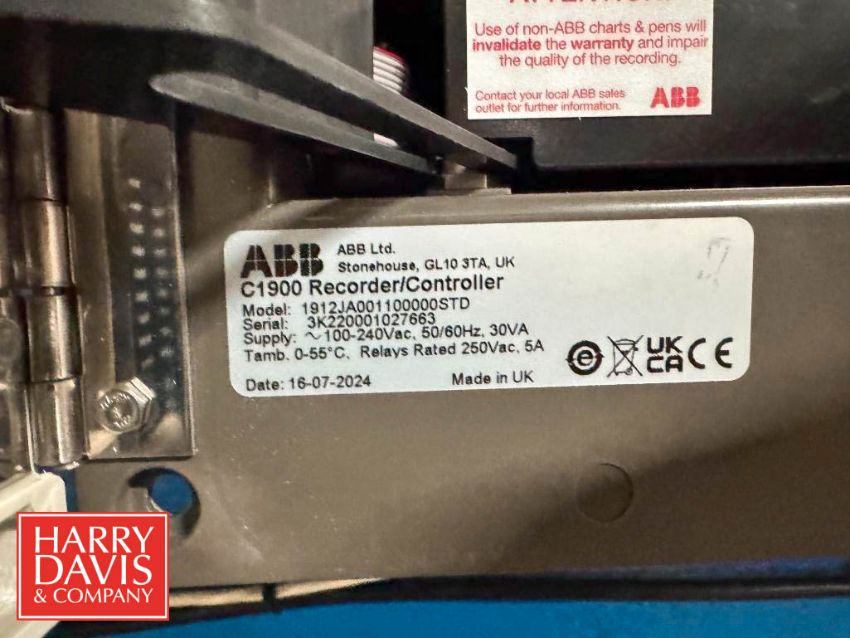 ATTENTION!
Use of non-ABB charts & pens will
invalidate the warranty and impair
the quality of the recording.
Contact your local ABB sales
outlet for further information.
ABB
ABB
ABB Ltd.
Stonehouse, GL10 3TA, UK
C1900 Recorder/Controller
Model: 1912JA001100000STD
Serial: 3K220001027663
Supply: ~100-240Vac, 50/60Hz, 30VA
Tamb. 0-55°C, Relays Rated 250Vac, 5A
Date: 16-07-2024
Made in UK
e
UK
CA
CE
HARRY
DAVIS
& COMPANY